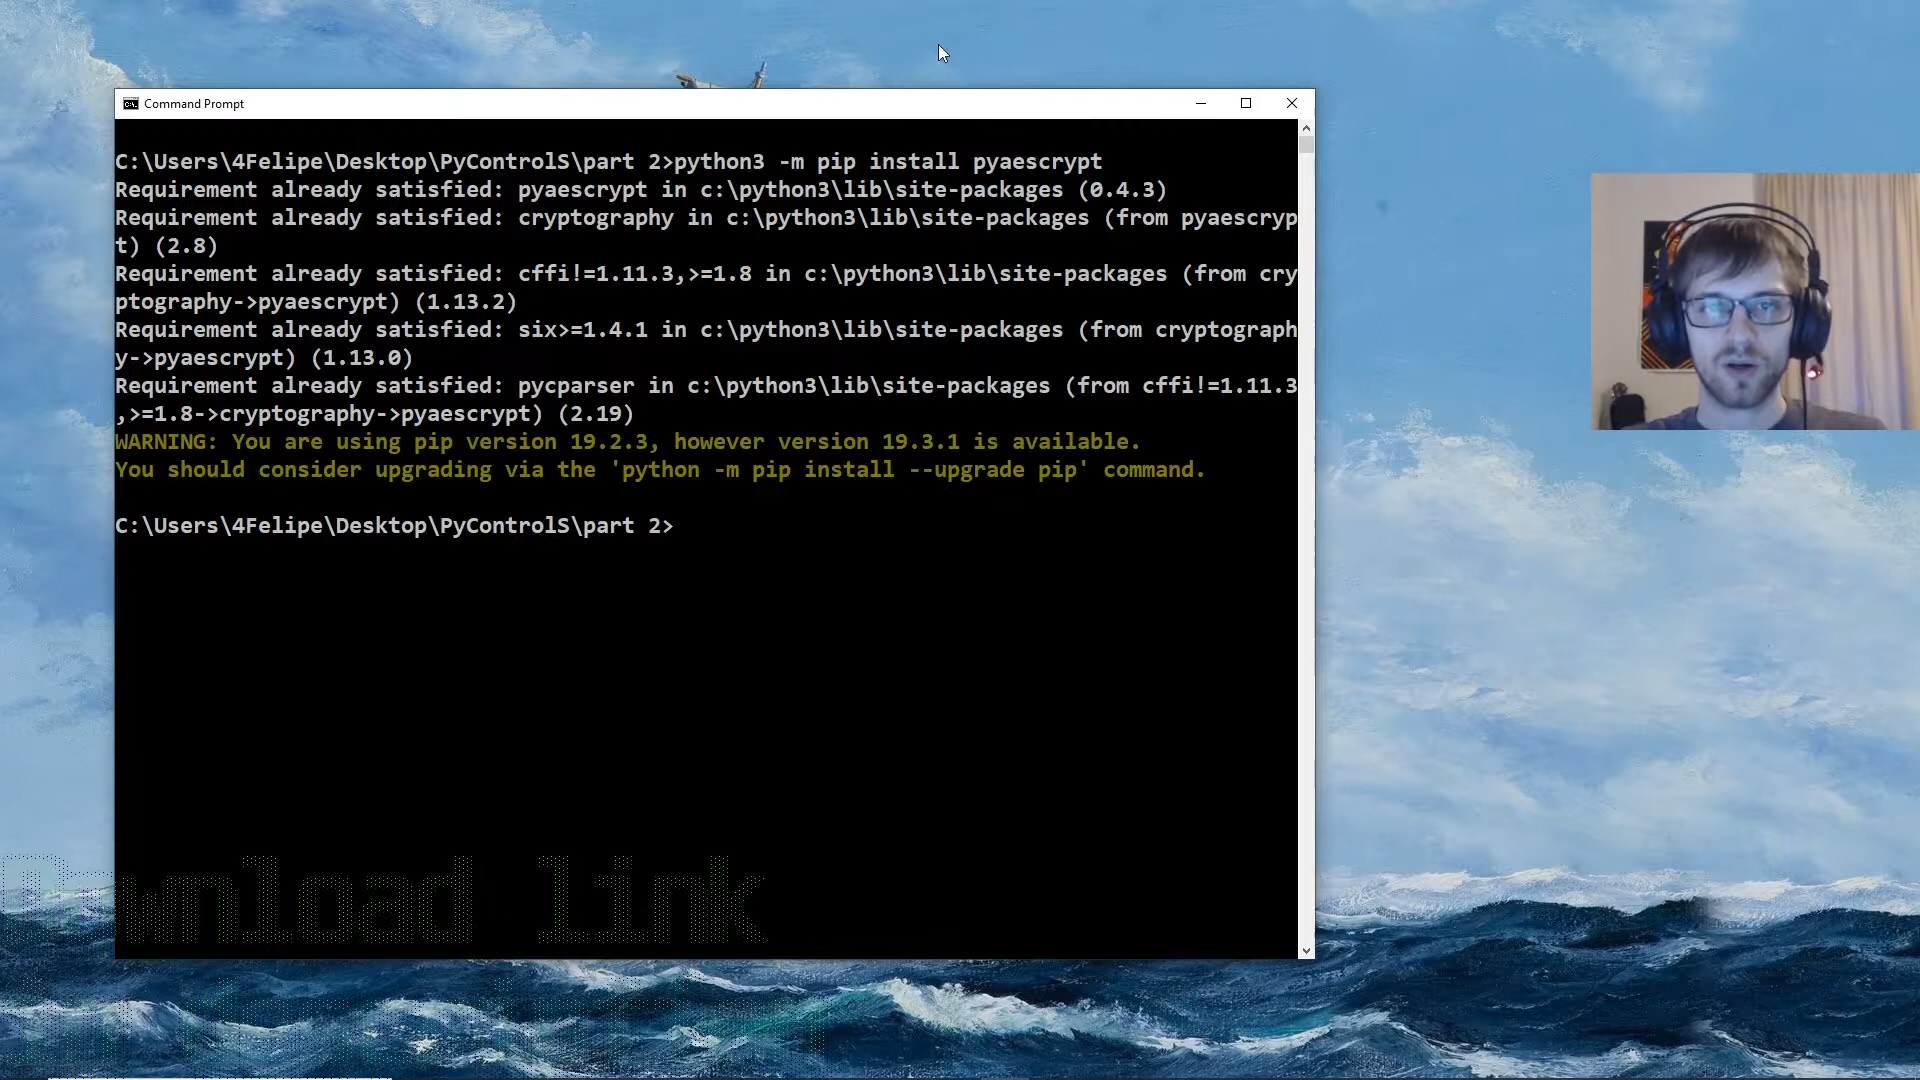 Command Prompt
C:\Users\4Felipe\Desktop\PyControlS\part 2>python3 -m pip install pyaescrypt
Requirement already satisfied: pyaescrypt in c:\python3\lib\site-packages (0.4.3)
Requirement already satisfied: cryptography in c:\python3\lib\site-packages (from pyaescryp
t) (2.8)
Requirement already satisfied: cffi!=1.11.3,>=1.8 in c:\python3\lib\site-packages (from cry
ptography->pyaescrypt) (1.13.2)
Requirement already satisfied: six>=1.4.1 in c:\python3\lib\site-packages (from cryptograph
y->pyaescrypt) (1.13.0)
Requirement already satisfied: pycparser in c:\python3\lib\site-packages (from cffi!=1.11.3
,>=1.8->cryptography->pyaescrypt) (2.19)
WARNING: You are using pip version 19.2.3, however version 19.3.1 is available.
You should consider upgrading via the 'python -m pip install --upgrade pip' command.
C:\Users\4Felipe\Desktop\PyControlS\part 2>
Download link